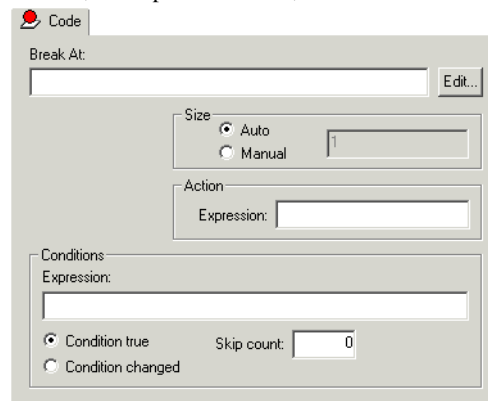 Code
Break At:
Edit...
Size
Auto
1
Manual
Action
Expression:
Conditions
Expression:
Condition true
Skip count: 0
Condition changed